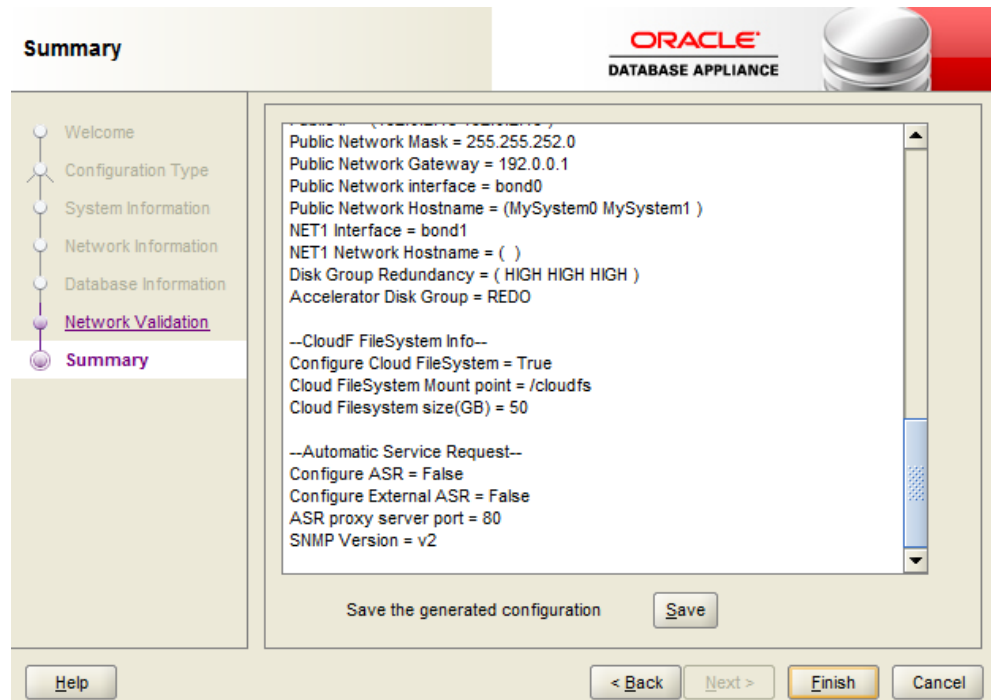 Summary
ORACLE
DATABASE APPLIANCE
Welcome
Configuration Type
System Information
Network Information
Database Information
Network Validation
Summary
Public Network Mask = 255.255.252.0
Public Network Gateway = 192.0.0.1
Public Network interface = bond0
Public Network Hostname = (MySystem0 MySystem1 )
NET1 Interface = bond1
NET1 Network Hostname = ( )
Disk Group Redundancy = ( HIGH HIGH HIGH )
Accelerator Disk Group = REDO
--CloudF FileSystem Info--
Configure Cloud FileSystem = True
Cloud FileSystem Mount point = /cloudfs
Cloud Filesystem size(GB) = 50
--Automatic Service Request--
Configure ASR = False
Configure External ASR = False
ASR proxy server port = 80
SNMP Version = v2
Save the generated configuration Save
Help < Back Next > Finish Cancel